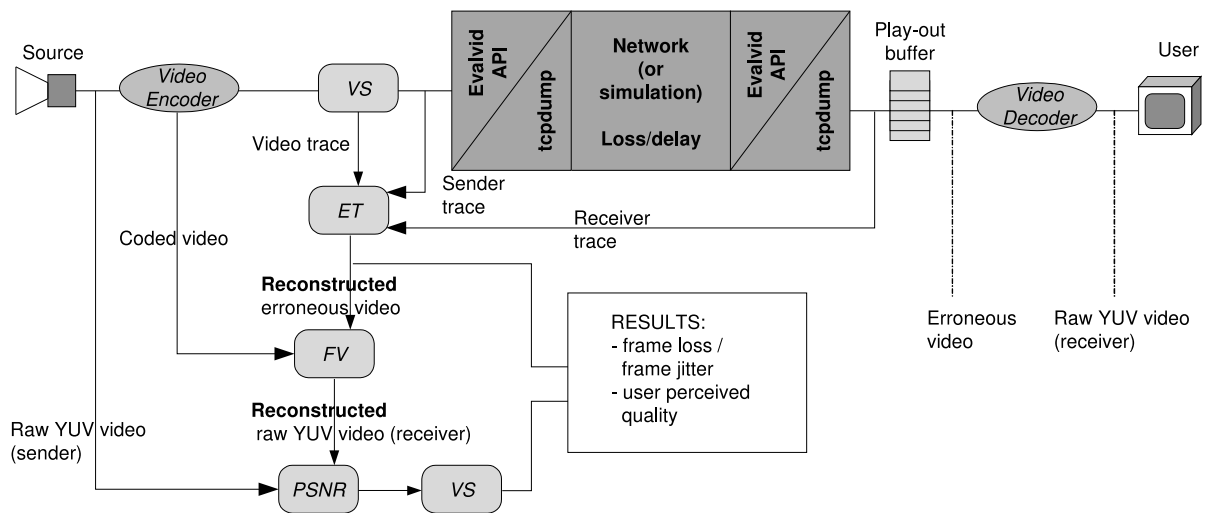 Source
Video
Encoder
VS
Evalvid
API
tcpdump
Network
(or
simulation)
Loss/delay
Evalvid
API
tcpdump
Play-out
buffer
Video
Decoder
User
Video trace
Sender
trace
ET
Receiver
trace
Coded video
Reconstructed
erroneous video
FV
RESULTS:
- frame loss /
frame jitter
- user perceived
quality
Erroneous
video
Raw YUV video
(receiver)
Reconstructed
raw YUV video (receiver)
Raw YUV video
(sender)
PSNR
VS